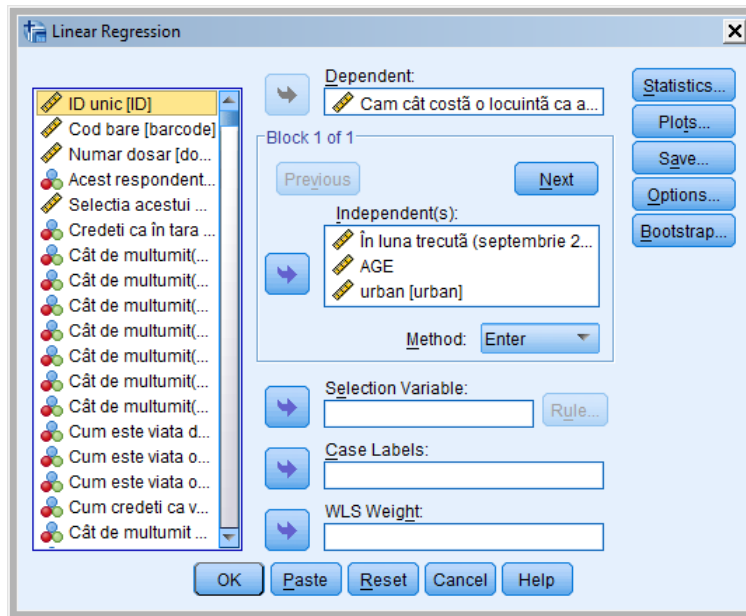 Linear Regression
ID unic [ID]
Cod bare [barcode]
Numar dosar [do...
Acest respondent...
Selectia acestui ...
Credeti ca în tara ...
Cât de multumit(...
Cât de multumit(...
Cât de multumit(...
Cât de multumit(...
Cât de multumit(...
Cât de multumit(...
Cât de multumit(...
Cum este viata d...
Cum este viata o...
Cum este viata o...
Cum credeti ca v...
Cât de multumit ...
Dependent:
Cam cât costã o locuintã ca a...
Block 1 of 1
Previous
Next
Independent(s):
În luna trecutã (septembrie 2...
AGE
urban [urban]
Method:
Enter
Selection Variable:
Rule...
Case Labels:
WLS Weight:
Statistics...
Plots...
Save...
Options...
Bootstrap...
OK
Paste
Reset
Cancel
Help